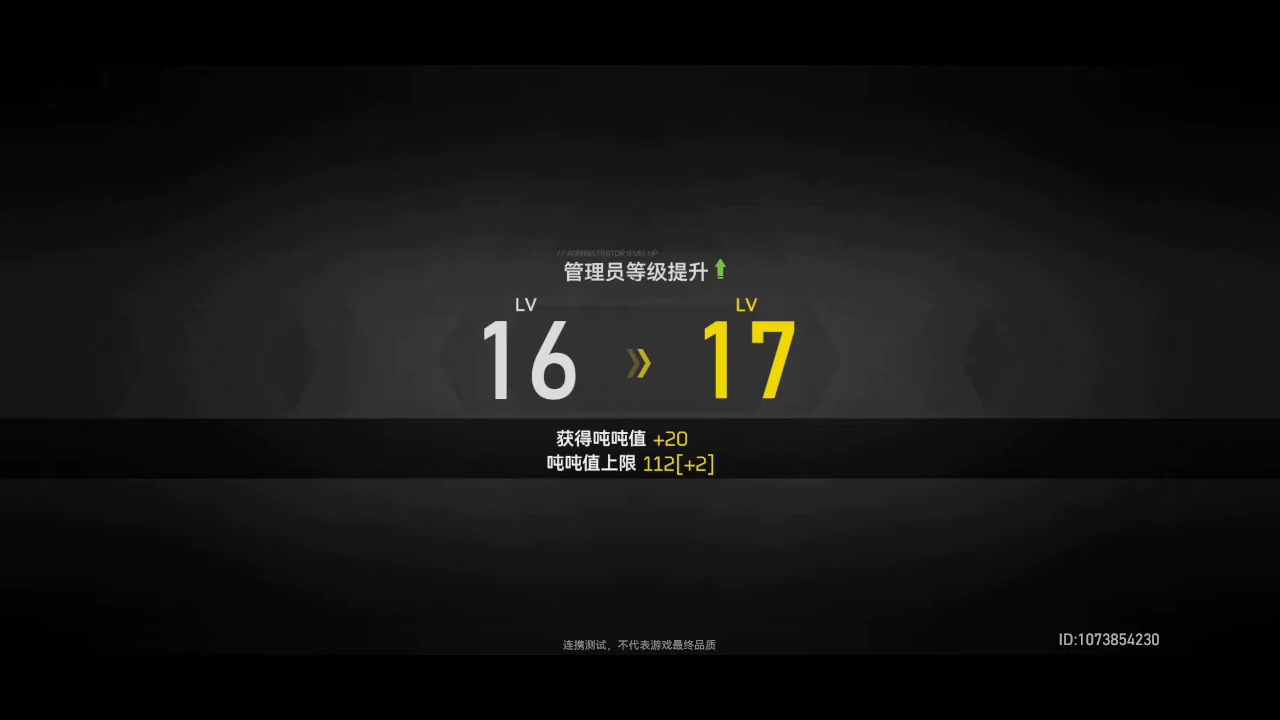 // ADMINISTRATOR LEVEL UP
管理员等级提升
LV LV
16 17
获得吨吨值 +20
吨吨值上限 112[+2]
连携测试，不代表游戏最终品质
ID:1073854230